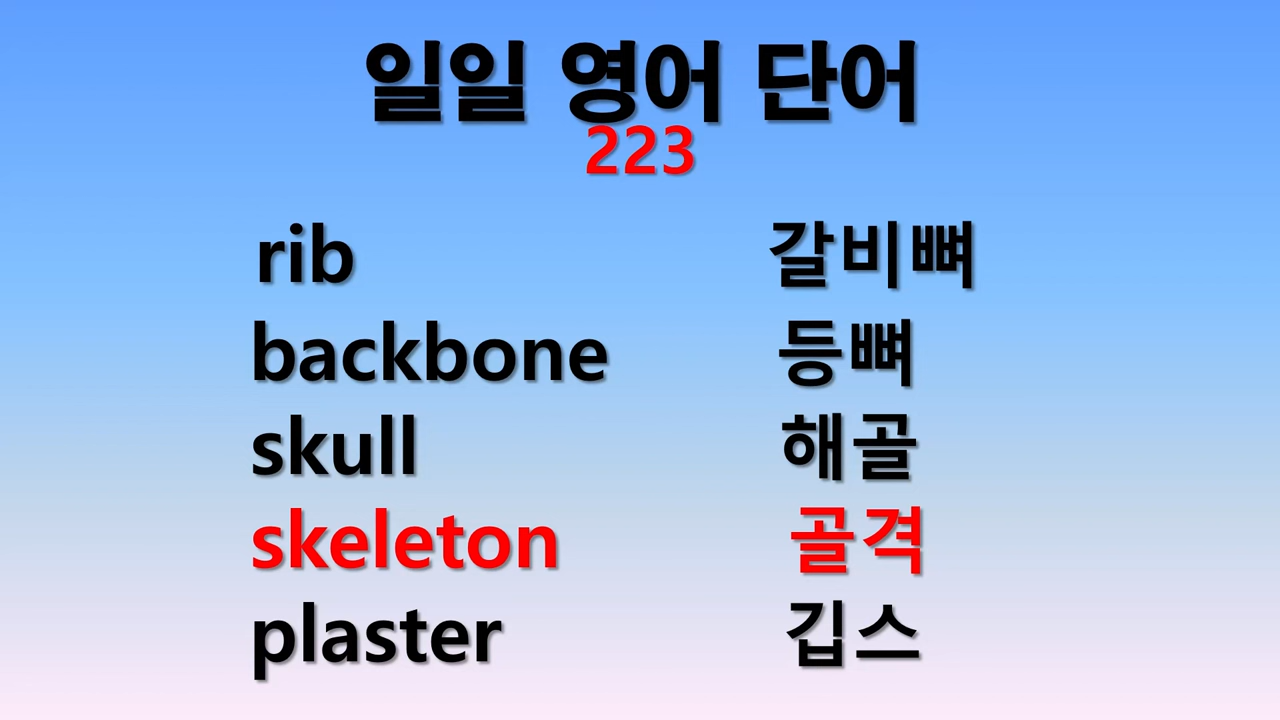 일일 영어 단어
223
rib 갈비뼈
backbone 등뼈
skull 해골
skeleton 골격
plaster 깁스